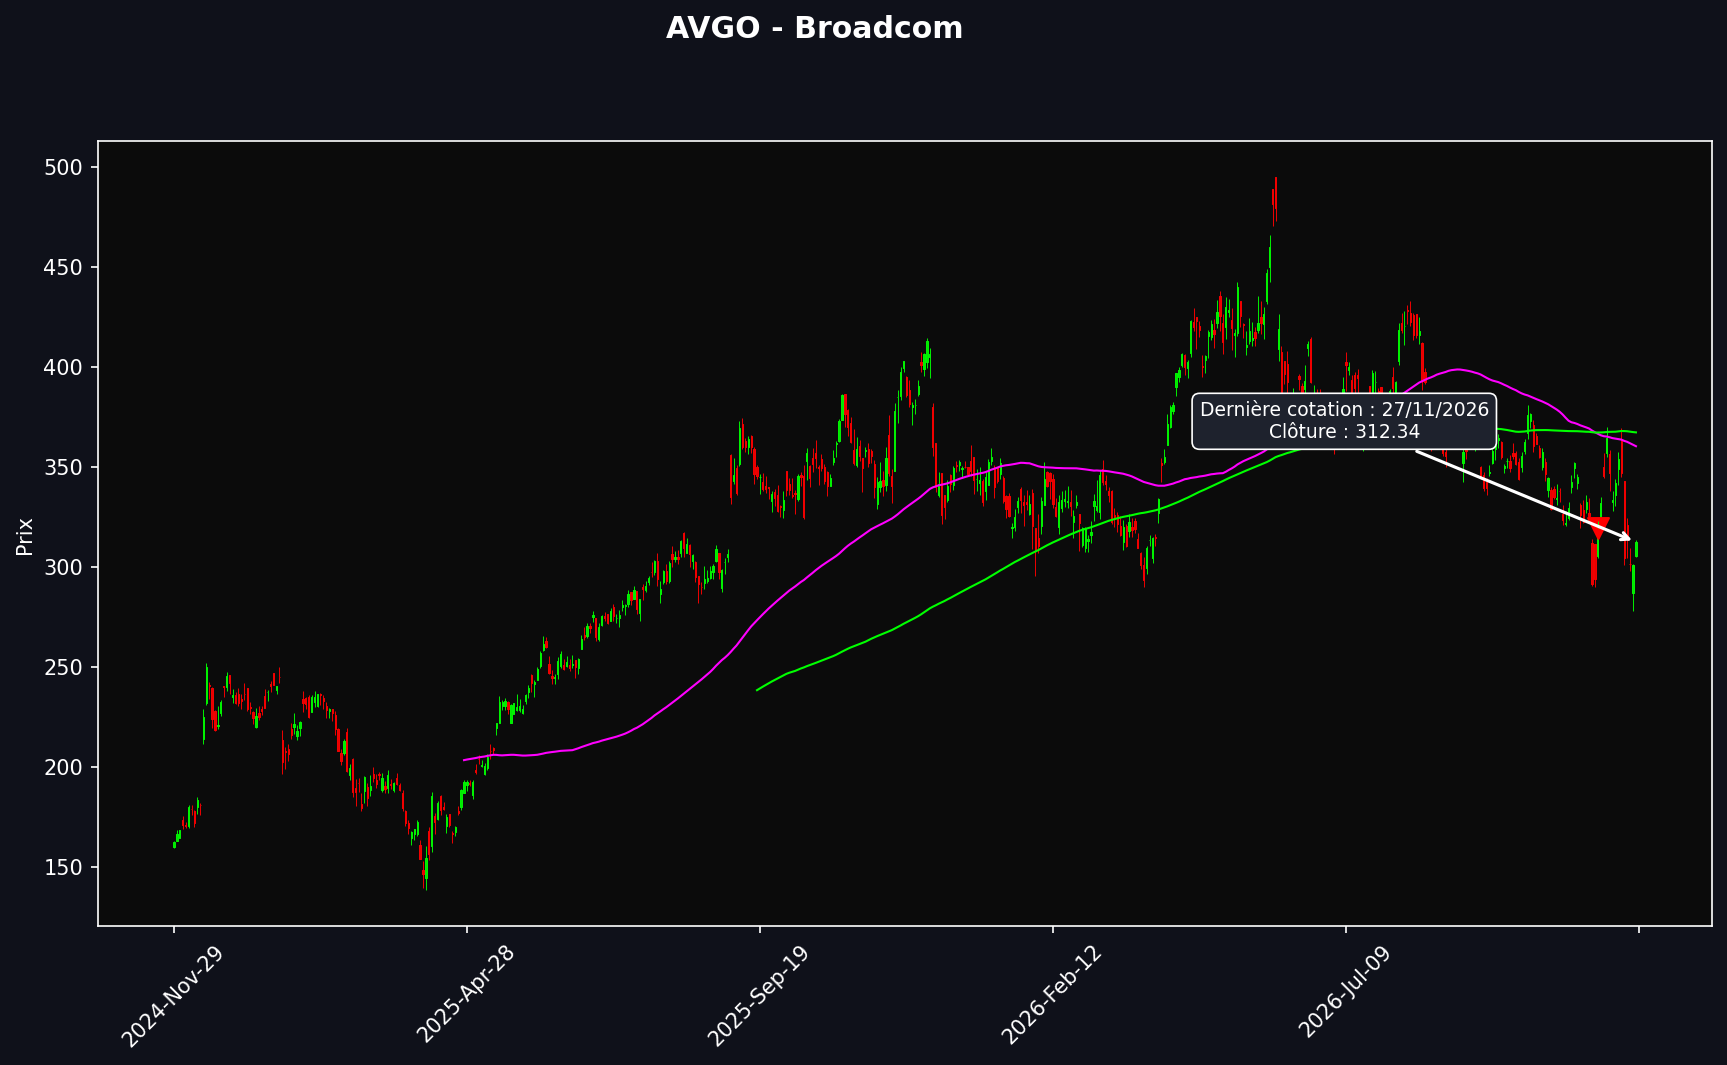 AVGO - Broadcom
Prix
500
450
400
350
300
250
200
150
Dernière cotation : 27/11/2026
Clôture : 312.34
2024-Nov-29
2025-Apr-28
2025-Sep-19
2026-Feb-12
2026-Jul-09